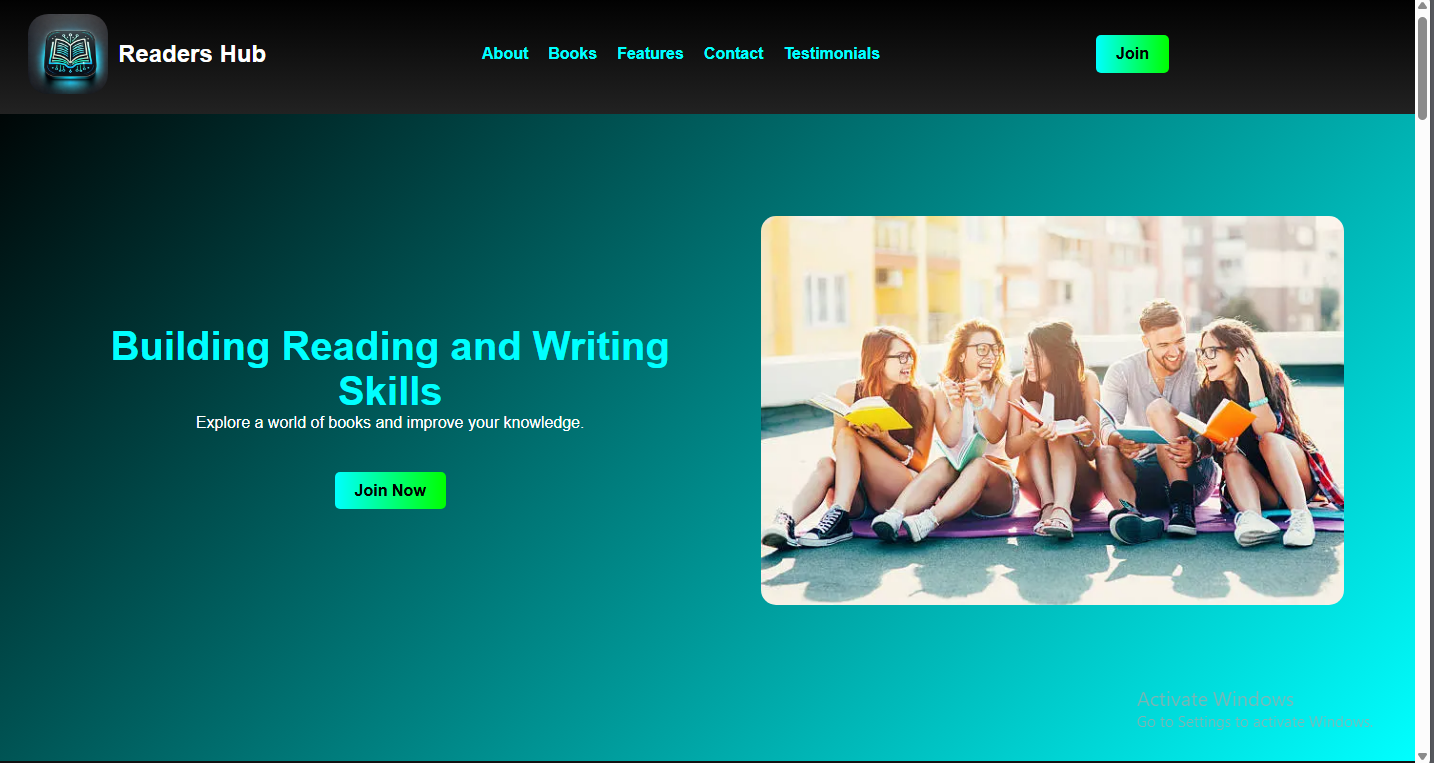 Readers Hub
About Books Features Contact Testimonials
Join
Building Reading and Writing
Skills
Explore a world of books and improve your knowledge.
Join Now
Activate Windows
Go to Settings to activate Windows.